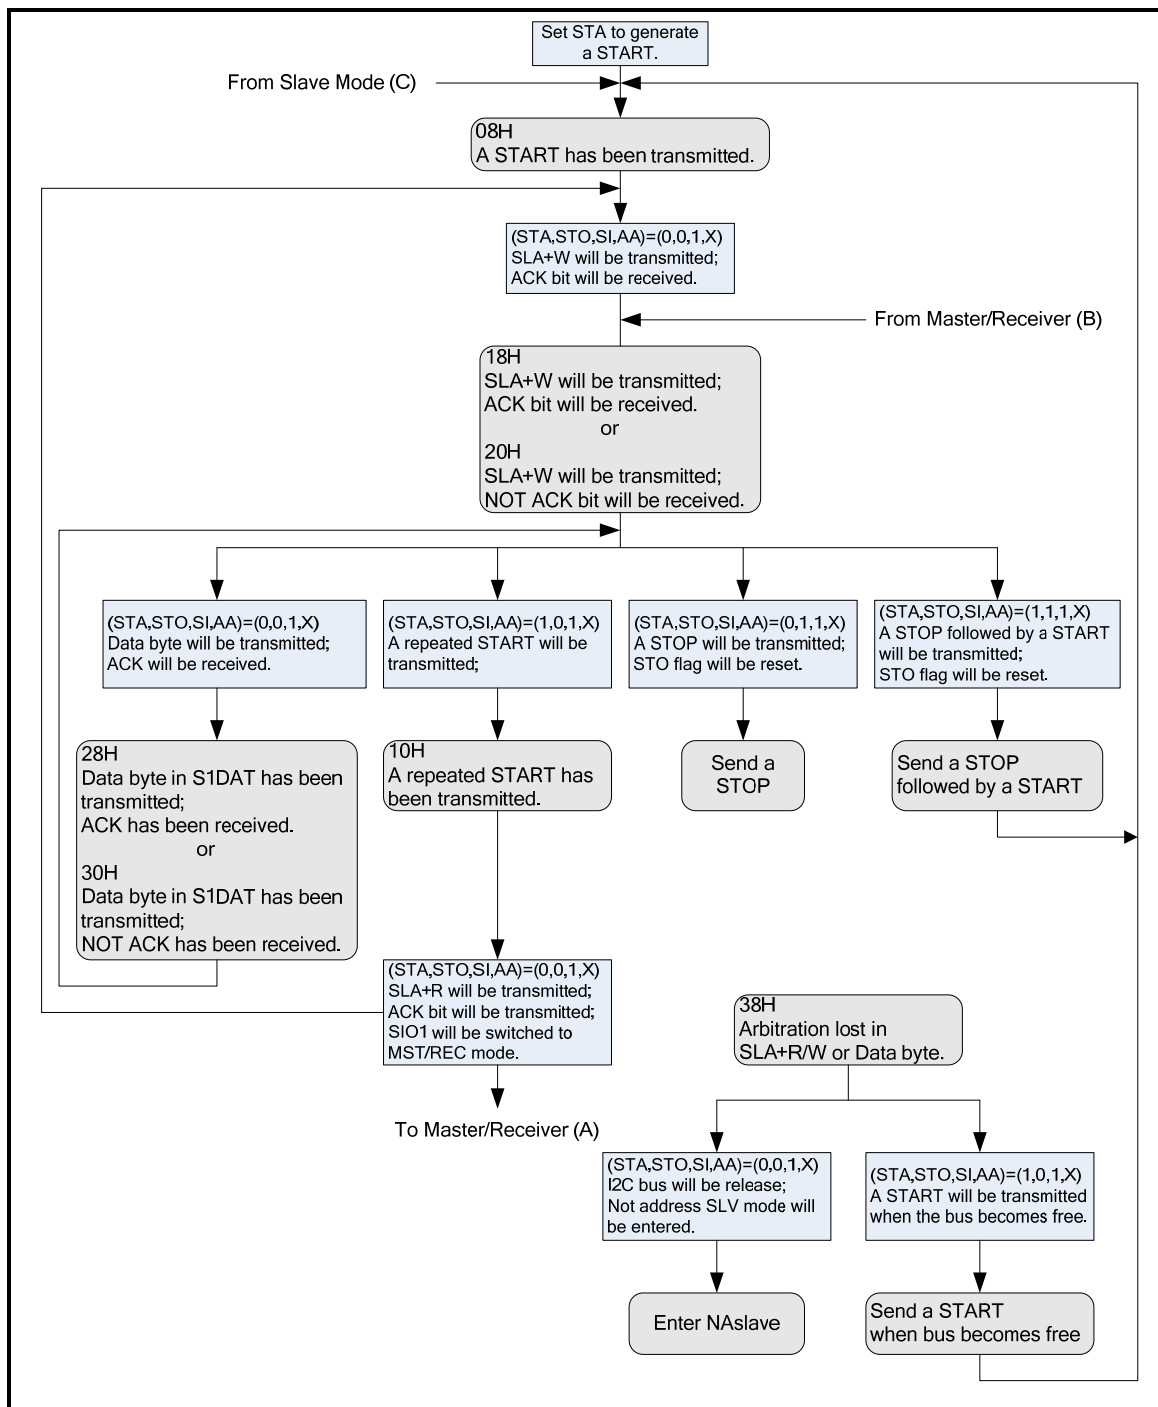 Set STA to generate
a START.
From Slave Mode (C)
08H
A START has been transmitted.
(STA,STO,SI,AA)=(0,0,1,X)
SLA+W will be transmitted;
ACK bit will be received.
From Master/Receiver (B)
18H
SLA+W will be transmitted;
ACK bit will be received.
or
20H
SLA+W will be transmitted;
NOT ACK bit will be received.
(STA,STO,SI,AA)=(0,0,1,X)
Data byte will be transmitted;
ACK will be received.
(STA,STO,SI,AA)=(1,0,1,X)
A repeated START will be
transmitted;
(STA,STO,SI,AA)=(0,1,1,X)
A STOP will be transmitted;
STO flag will be reset.
(STA,STO,SI,AA)=(1,1,1,X)
A STOP followed by a START
will be transmitted;
STO flag will be reset.
28H
Data byte in S1DAT has been
transmitted;
ACK has been received.
or
30H
Data byte in S1DAT has been
transmitted;
NOT ACK has been received.
10H
A repeated START has
been transmitted.
Send a
STOP
Send a STOP
followed by a START
(STA,STO,SI,AA)=(0,0,1,X)
SLA+R will be transmitted;
ACK bit will be transmitted;
SIO1 will be switched to
MST/REC mode.
To Master/Receiver (A)
38H
Arbitration lost in
SLA+R/W or Data byte.
(STA,STO,SI,AA)=(0,0,1,X)
I2C bus will be release;
Not address SLV mode will
be entered.
(STA,STO,SI,AA)=(1,0,1,X)
A START will be transmitted
when the bus becomes free.
Enter NAslave
Send a START
when bus becomes free